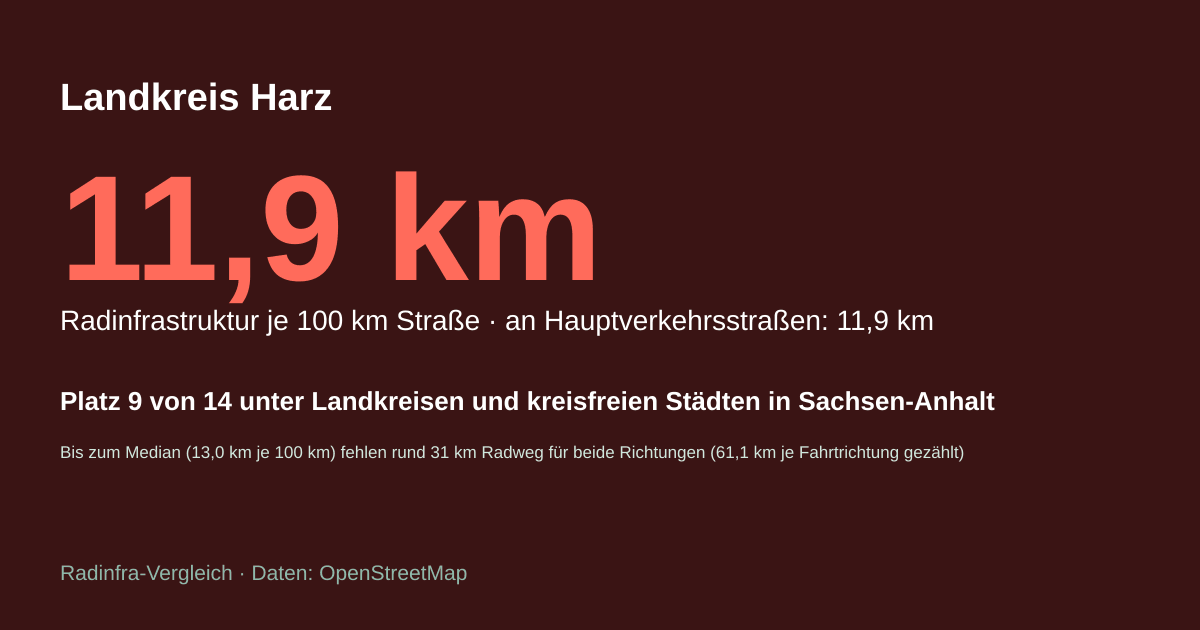 Landkreis Harz
11,9 km
Radinfrastruktur je 100 km Straße · an Hauptverkehrsstraßen: 11,9 km
Platz 9 von 14 unter Landkreisen und kreisfreien Städten in Sachsen-Anhalt
Bis zum Median (13,0 km je 100 km) fehlen rund 31 km Radweg für beide Richtungen (61,1 km je Fahrtrichtung gezählt)
Radinfra-Vergleich · Daten: OpenStreetMap